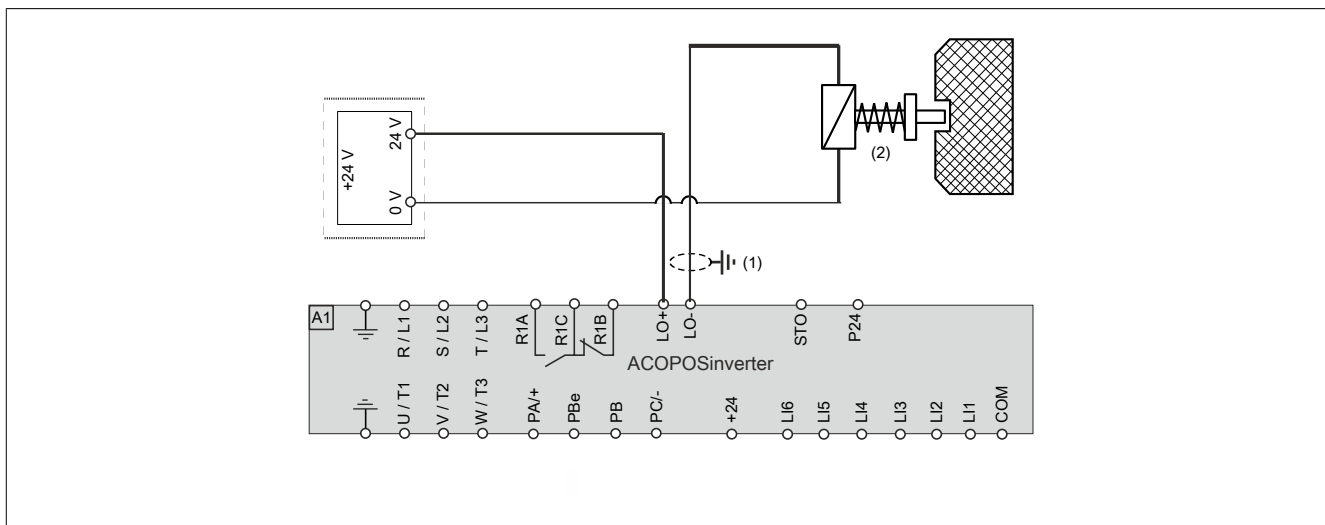 24 V
+24 V
0 V
(2)
(1)
A1
R / L1
S / L2
T / L3
R1A
R1C
R1B
LO+
LO-
STO
P24
ACOPOSinverter
U / T1
V / T2
W / T3
PA/+
PBe
PB
PC/-
+24
LI6
LI5
LI4
LI3
LI2
LI1
COM